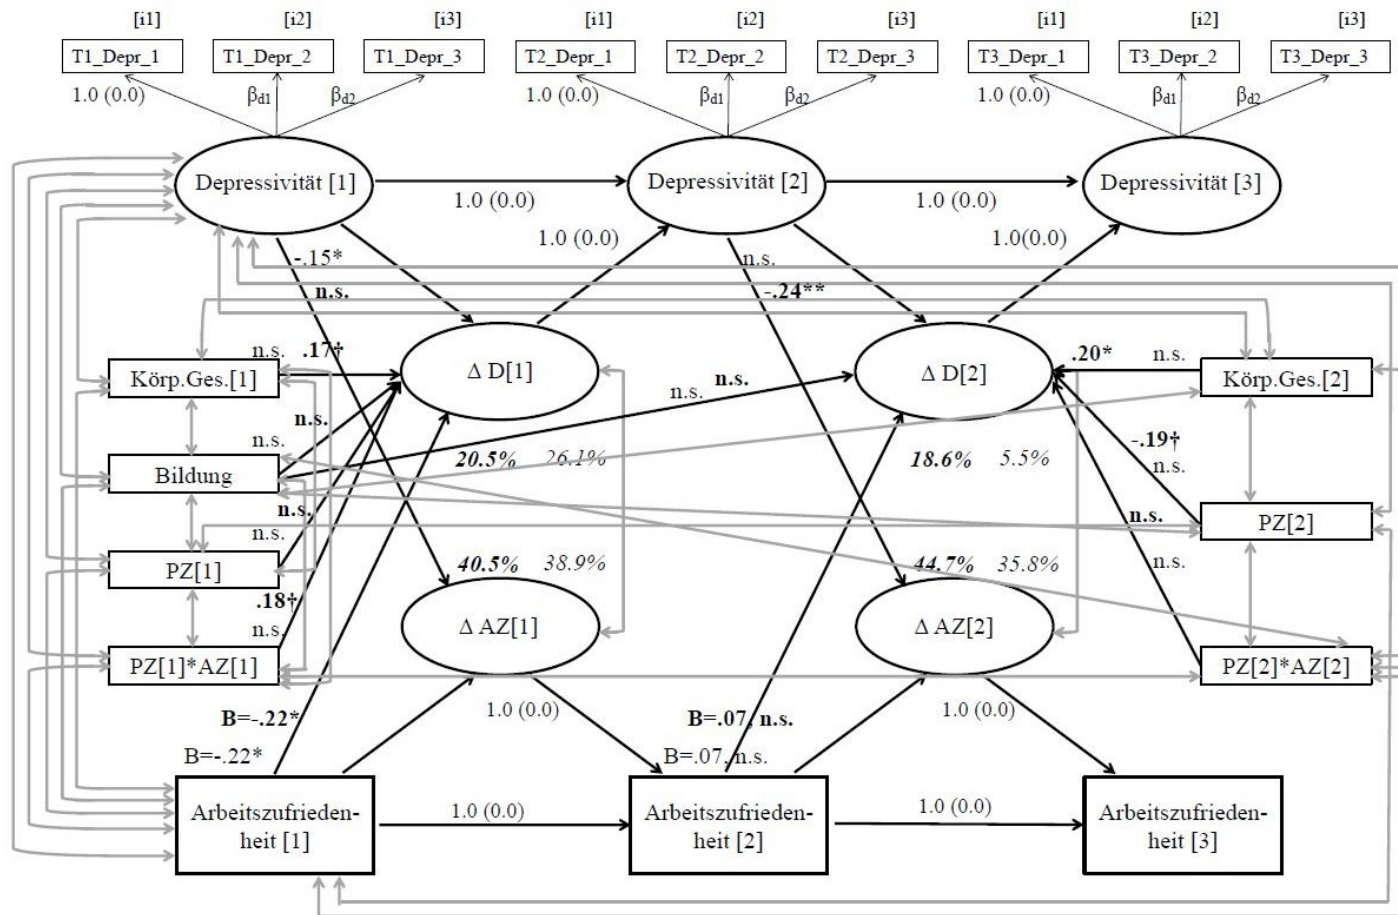 [i1] [i2] [i3] [i1] [i2] [i3] [i1] [i2] [i3]
T1_Depr_1 T1_Depr_2 T1_Depr_3 T2_Depr_1 T2_Depr_2 T2_Depr_3 T3_Depr_1 T3_Depr_2 T3_Depr_3
1.0 (0.0) βd1 βd2 1.0 (0.0) βd1 βd2 1.0 (0.0) βd1 βd2
Depressivität [1] Depressivität [2] Depressivität [3]
1.0 (0.0) 1.0 (0.0)
1.0 (0.0) 1.0(0.0)
-.15* n.s.
n.s. -.24**
n.s. .17† .20* n.s.
Körp.Ges.[1] Δ D[1] Δ D[2] Körp.Ges.[2]
n.s. n.s.
n.s.
n.s. -.19†
20.5% 26.1% 18.6% 5.5% n.s.
Bildung
n.s. n.s.
n.s. PZ[2]
40.5% 38.9% 44.7% 35.8% n.s.
PZ[1]
.18†
n.s. Δ AZ[1] Δ AZ[2]
PZ[1]*AZ[1] PZ[2]*AZ[2]
1.0 (0.0) 1.0 (0.0)
B=-.22* B=.07, n.s.
B=-.22* B=.07, n.s.
Arbeitszufrieden- 1.0 (0.0) Arbeitszufrieden- 1.0 (0.0) Arbeitszufrieden-
heit [1] heit [2] heit [3]